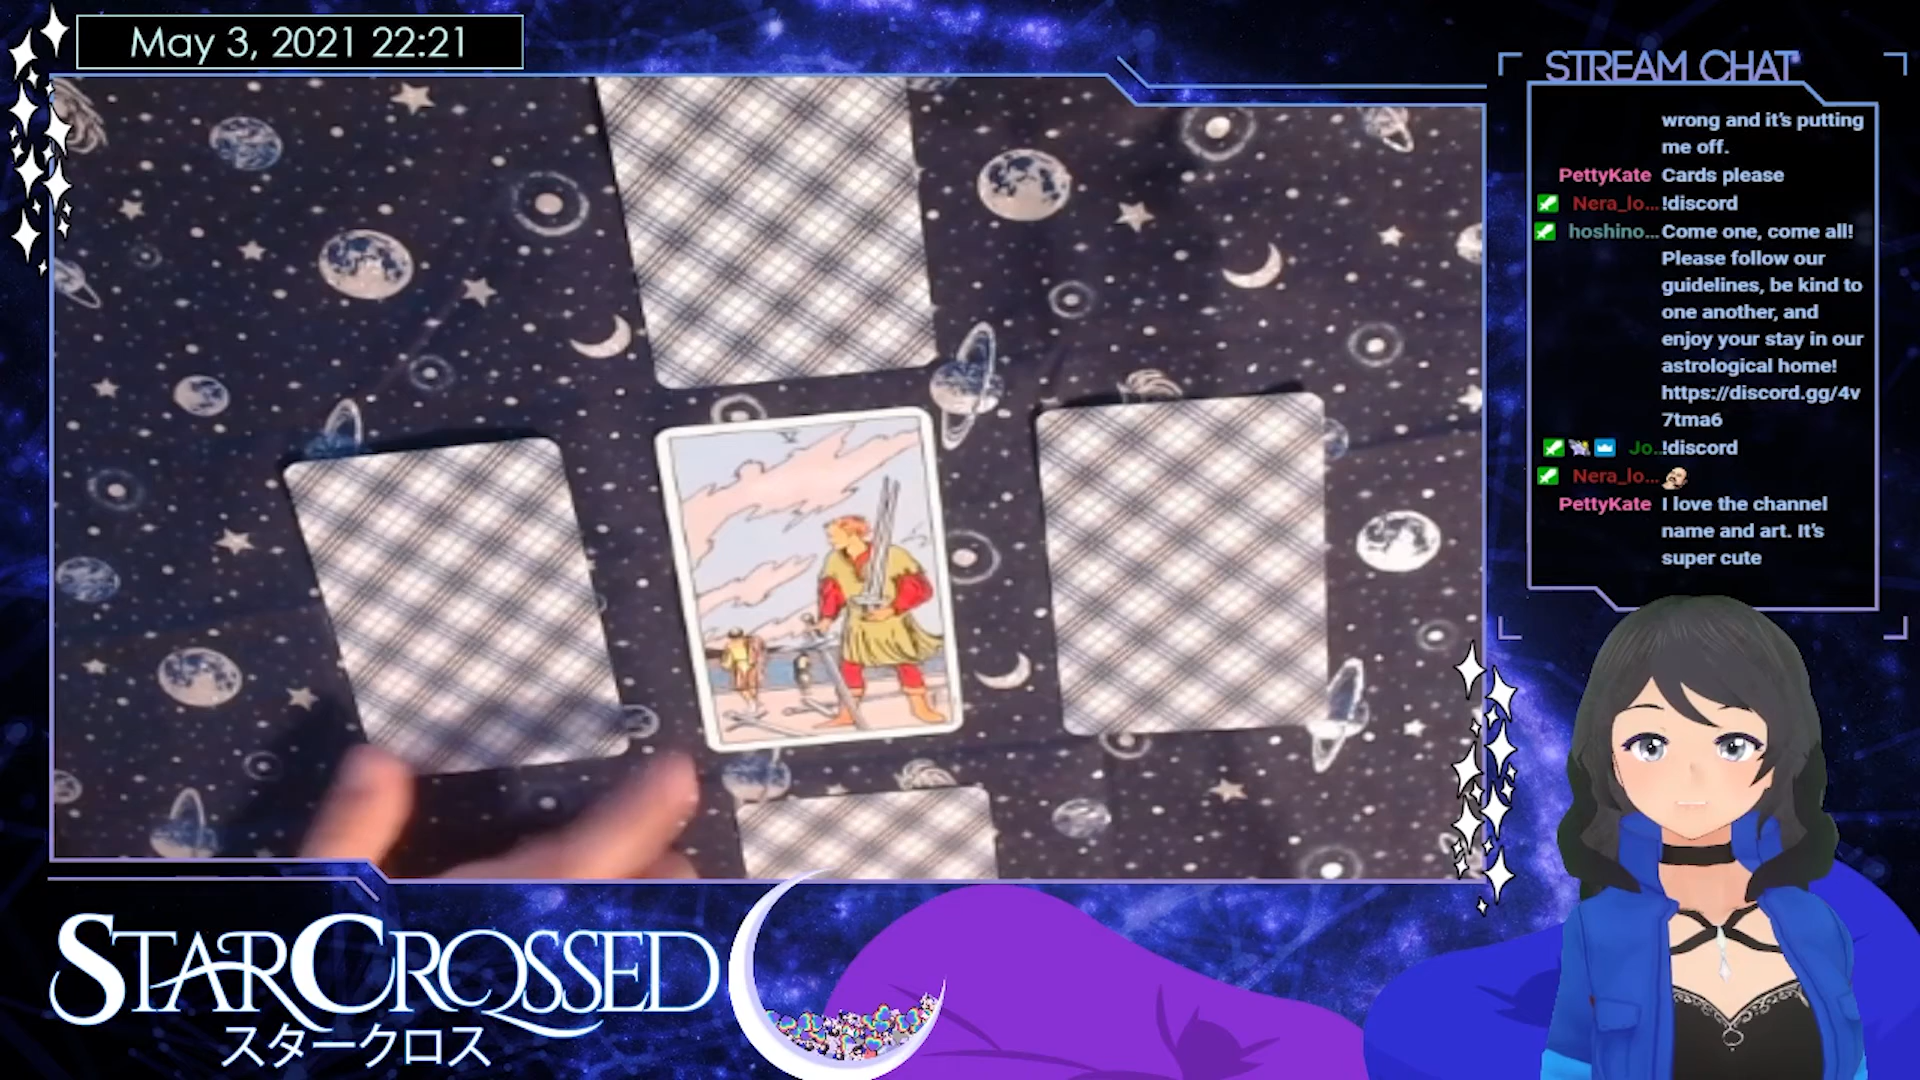 May 3, 2021 22:21
STREAM CHAT
wrong and it's putting
me off.
PettyKate Cards please
Nera_lo... !discord
hoshino... Come one, come all!
Please follow our
guidelines, be kind to
one another, and
enjoy your stay in our
astrological home!
https://discord.gg/4v
7tma6
Jo... !discord
Nera_lo...
PettyKate I love the channel
name and art. It's
super cute
V
STARCROSSED
スタークロス